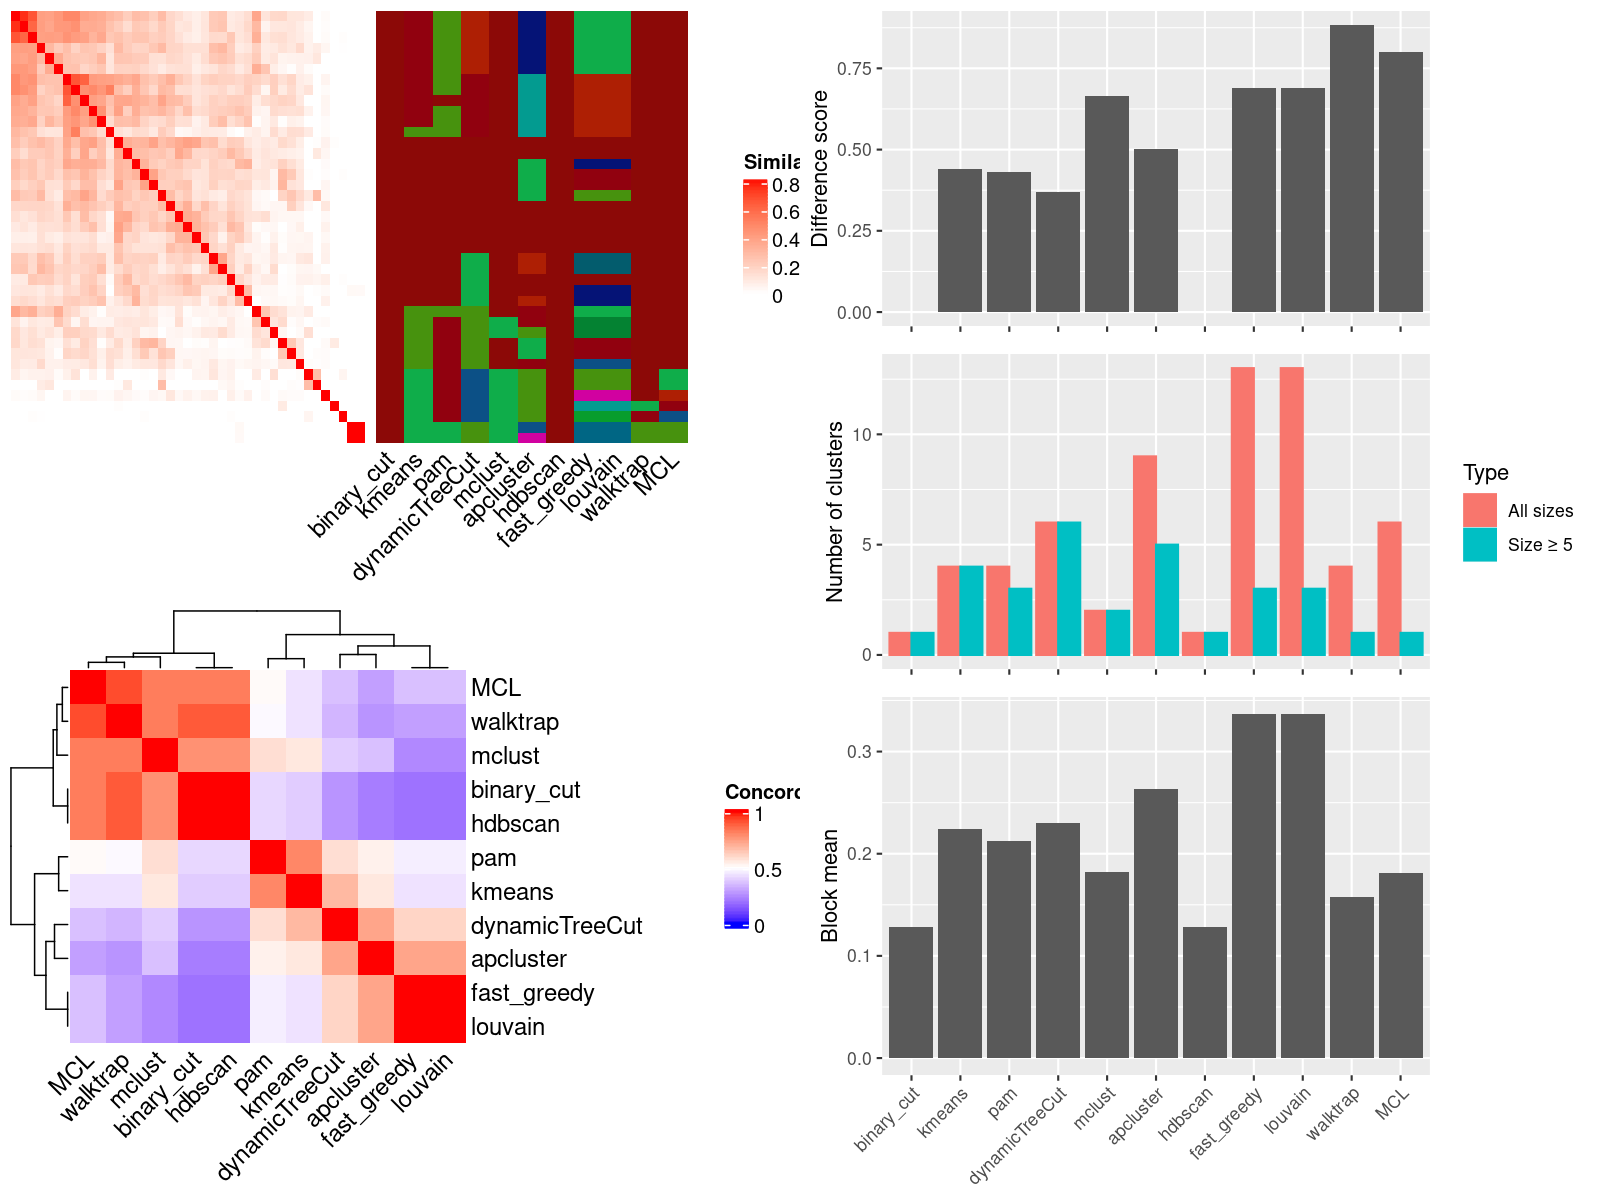 Simila
0.8
0.6
0.4
0.2
0
binary_cut
kmeans
pam
dynamicTreeCut
mclust
apcluster
hdbscan
fast_greedy
louvain
walktrap
MCL
MCL
walktrap
mclust
binary_cut
hdbscan
pam
kmeans
dynamicTreeCut
apcluster
fast_greedy
louvain
Concord
1
0.5
0
MCL
walktrap
mclust
binary_cut
hdbscan
pam
kmeans
dynamicTreeCut
apcluster
fast_greedy
louvain
Difference score
0.75
0.50
0.25
0.00
Number of clusters
10
5
0
Type
All sizes
Size ≥ 5
Block mean
0.3
0.2
0.1
0.0
binary_cut
kmeans
pam
dynamicTreeCut
mclust
apcluster
hdbscan
fast_greedy
louvain
walktrap
MCL